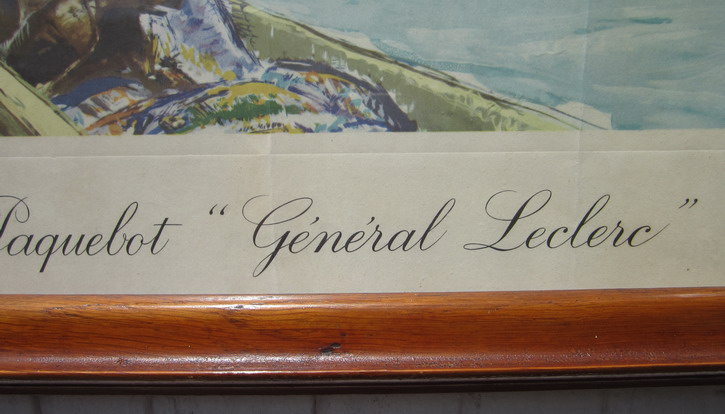 Paquebot “ Général Leclerc ”